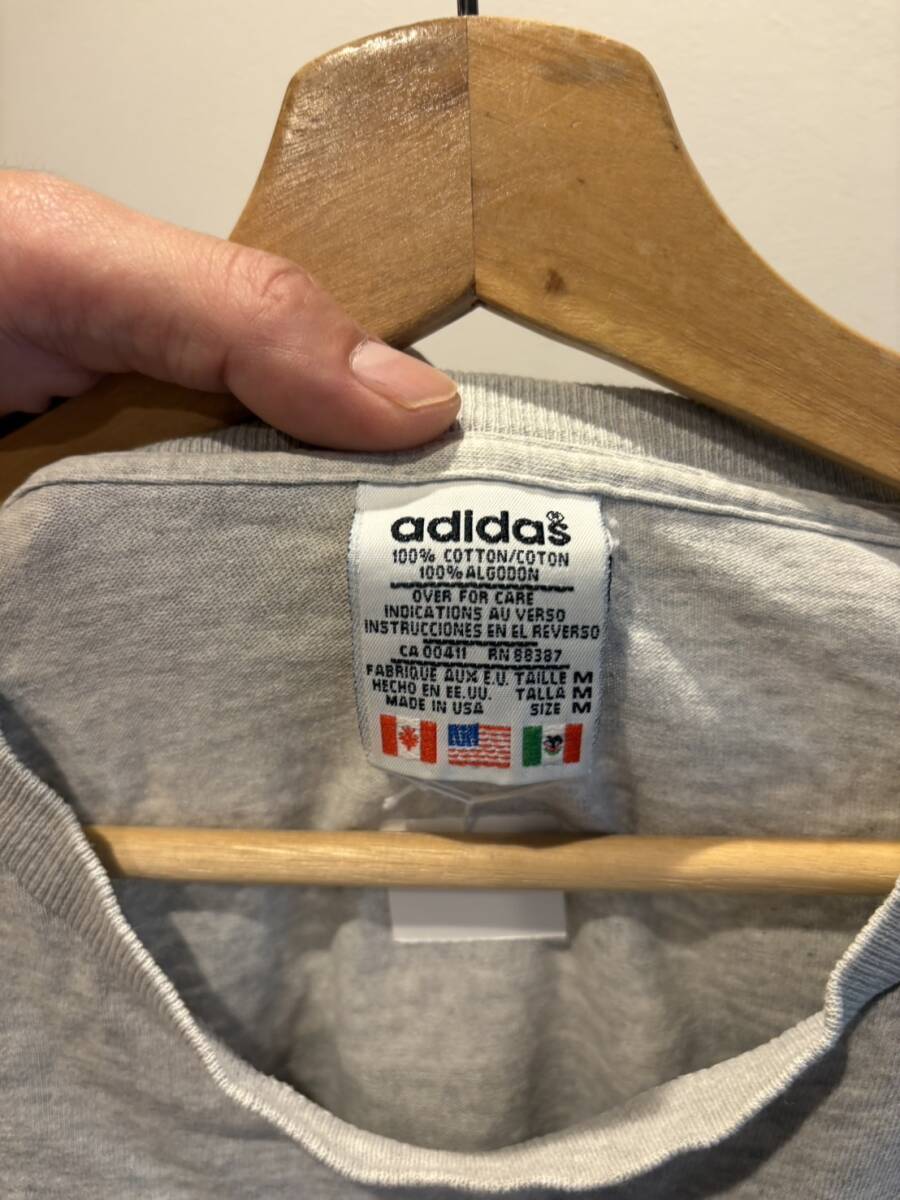 adidas
100% COTTON/COTON
100% ALGODON
OVER FOR CARE
INDICATIONS AU VERSO
INSTRUCCIONES EN EL REVERSO
CA 00411 RN 88387
FABRIQUE AUX E.U. TAILLE M
HECHO EN EE.UU. TALLA M
MADE IN USA SIZE M